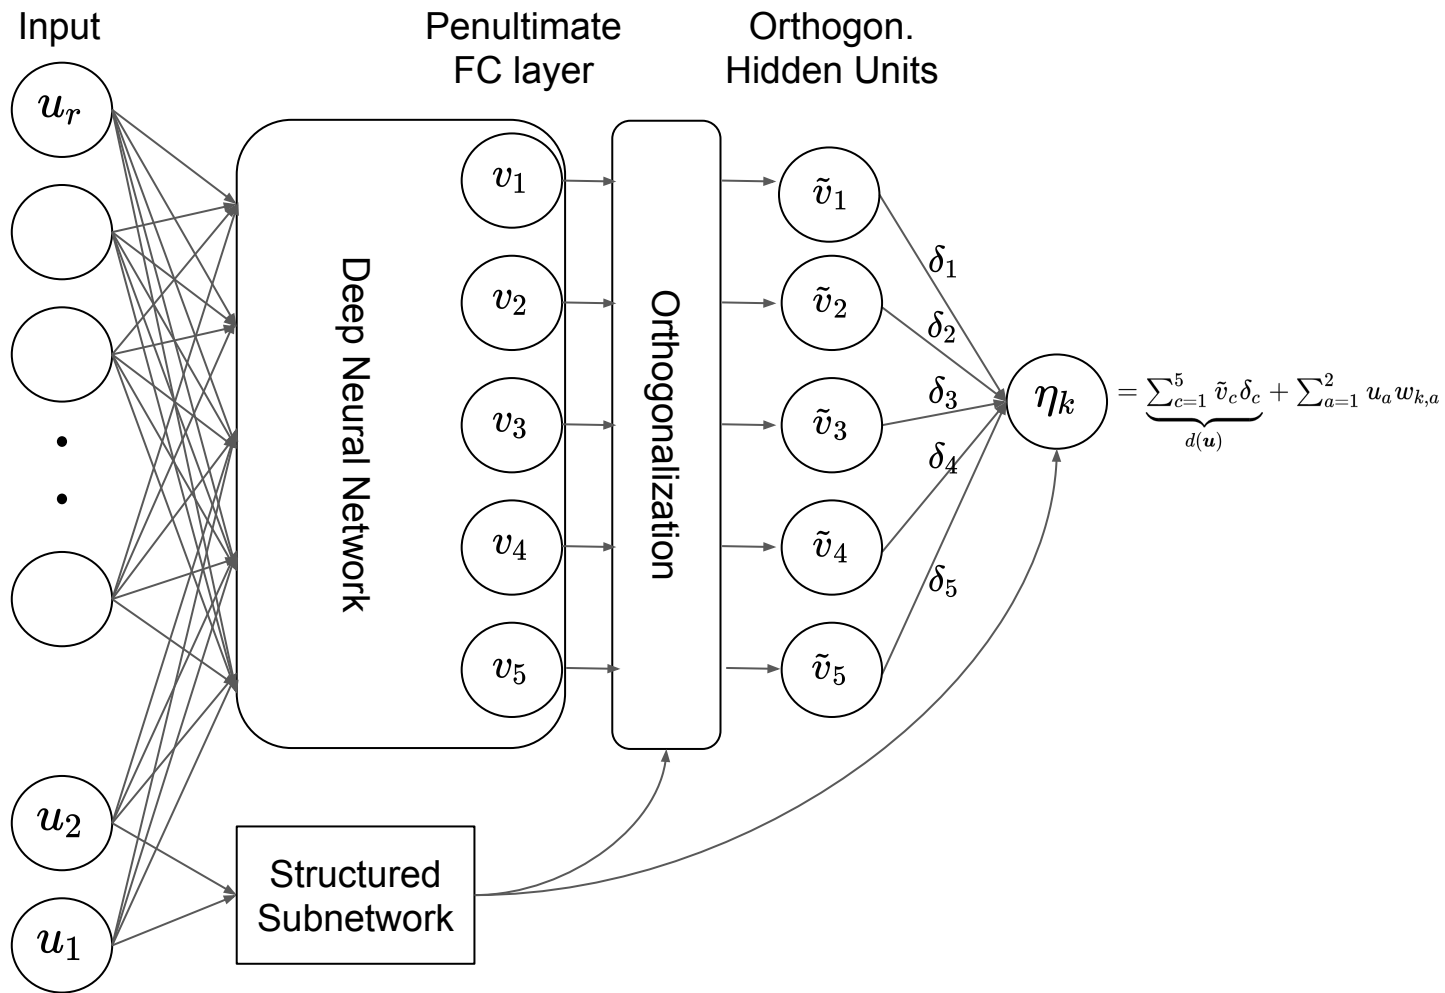 Input
Penultimate
FC layer
Orthogon.
Hidden Units
u_r
u_2
u_1
Deep Neural Network
v_1
v_2
v_3
v_4
v_5
Orthogonalization
ṽ_1
ṽ_2
ṽ_3
ṽ_4
ṽ_5
δ_1
δ_2
δ_3
δ_4
δ_5
η_k
= ∑_{c=1}^{5} ṽ_c δ_c + ∑_{a=1}^{2} u_a w_{k,a}
d(u)
Structured
Subnetwork